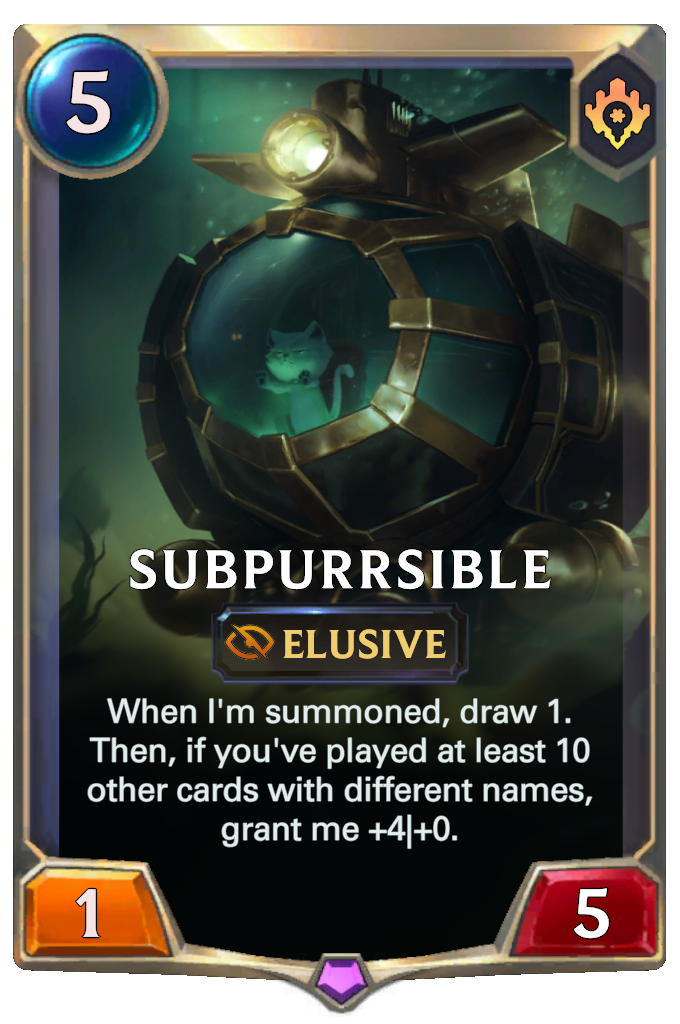 5
SUBPURRSIBLE
ELUSIVE
When I'm summoned, draw 1.
Then, if you've played at least 10
other cards with different names,
grant me +4|+0.
1
5